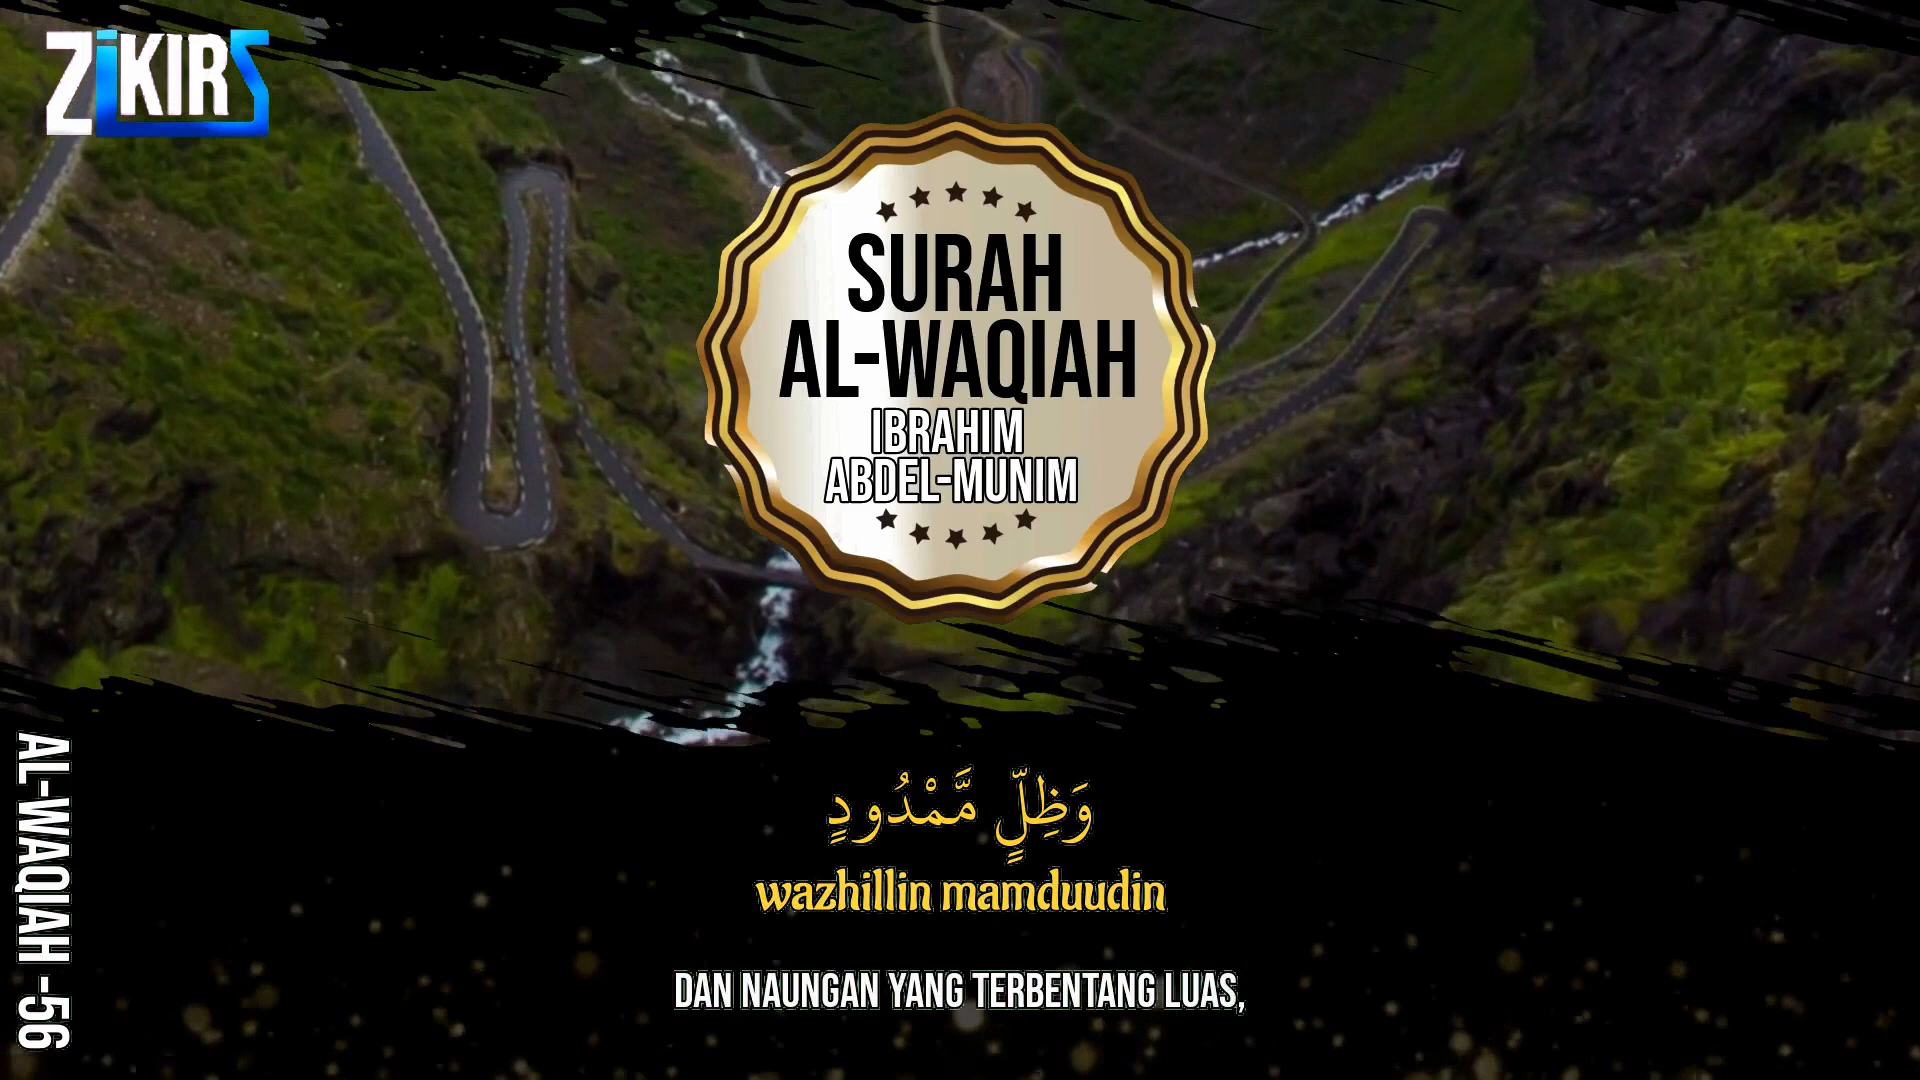 ZiKIRS
SURAH
AL-WAQIAH
IBRAHIM
ABDEL-MUNIM
وَظِلٍّ مَّمْدُودٍ
wazhillin mamduudin
DAN NAUNGAN YANG TERBENTANG LUAS,
AL-WAQIAH -56